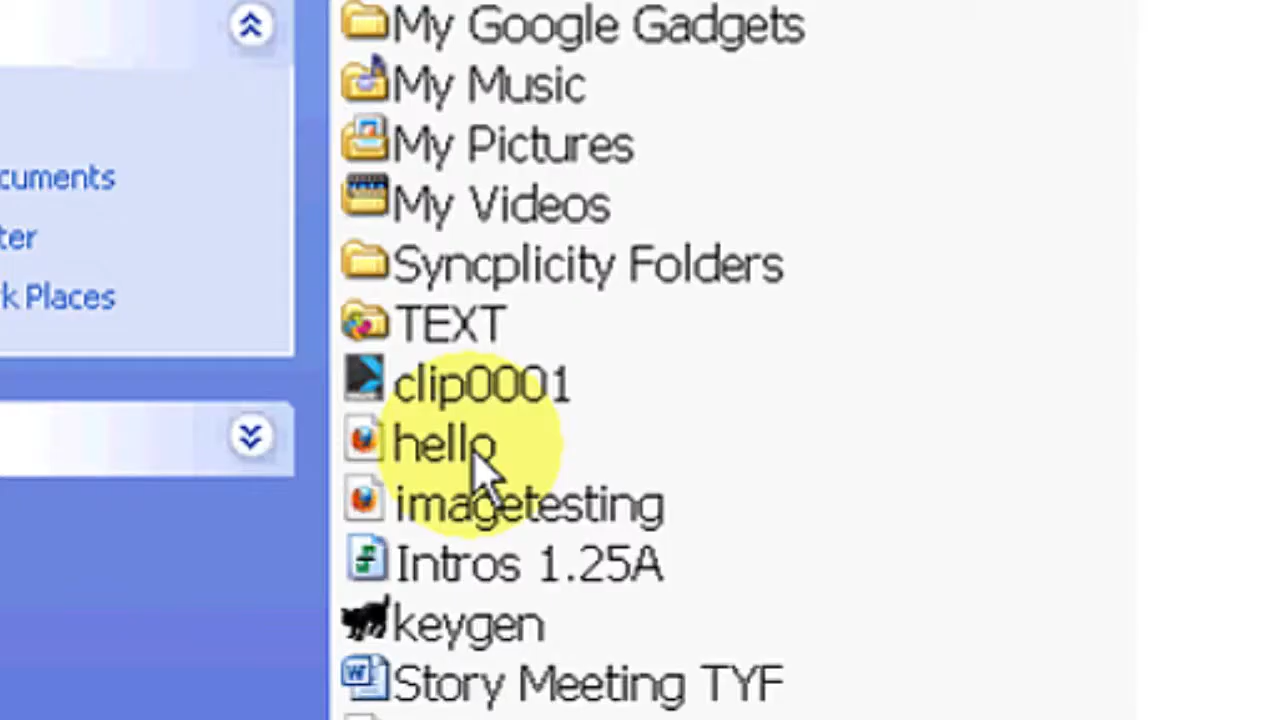 My Google Gadgets
My Music
cuments
My Pictures
ter
My Videos
k Places
Syncplicity Folders
TEXT
clip0001
hello
imagetesting
Intros 1.25A
keygen
Story Meeting TYF